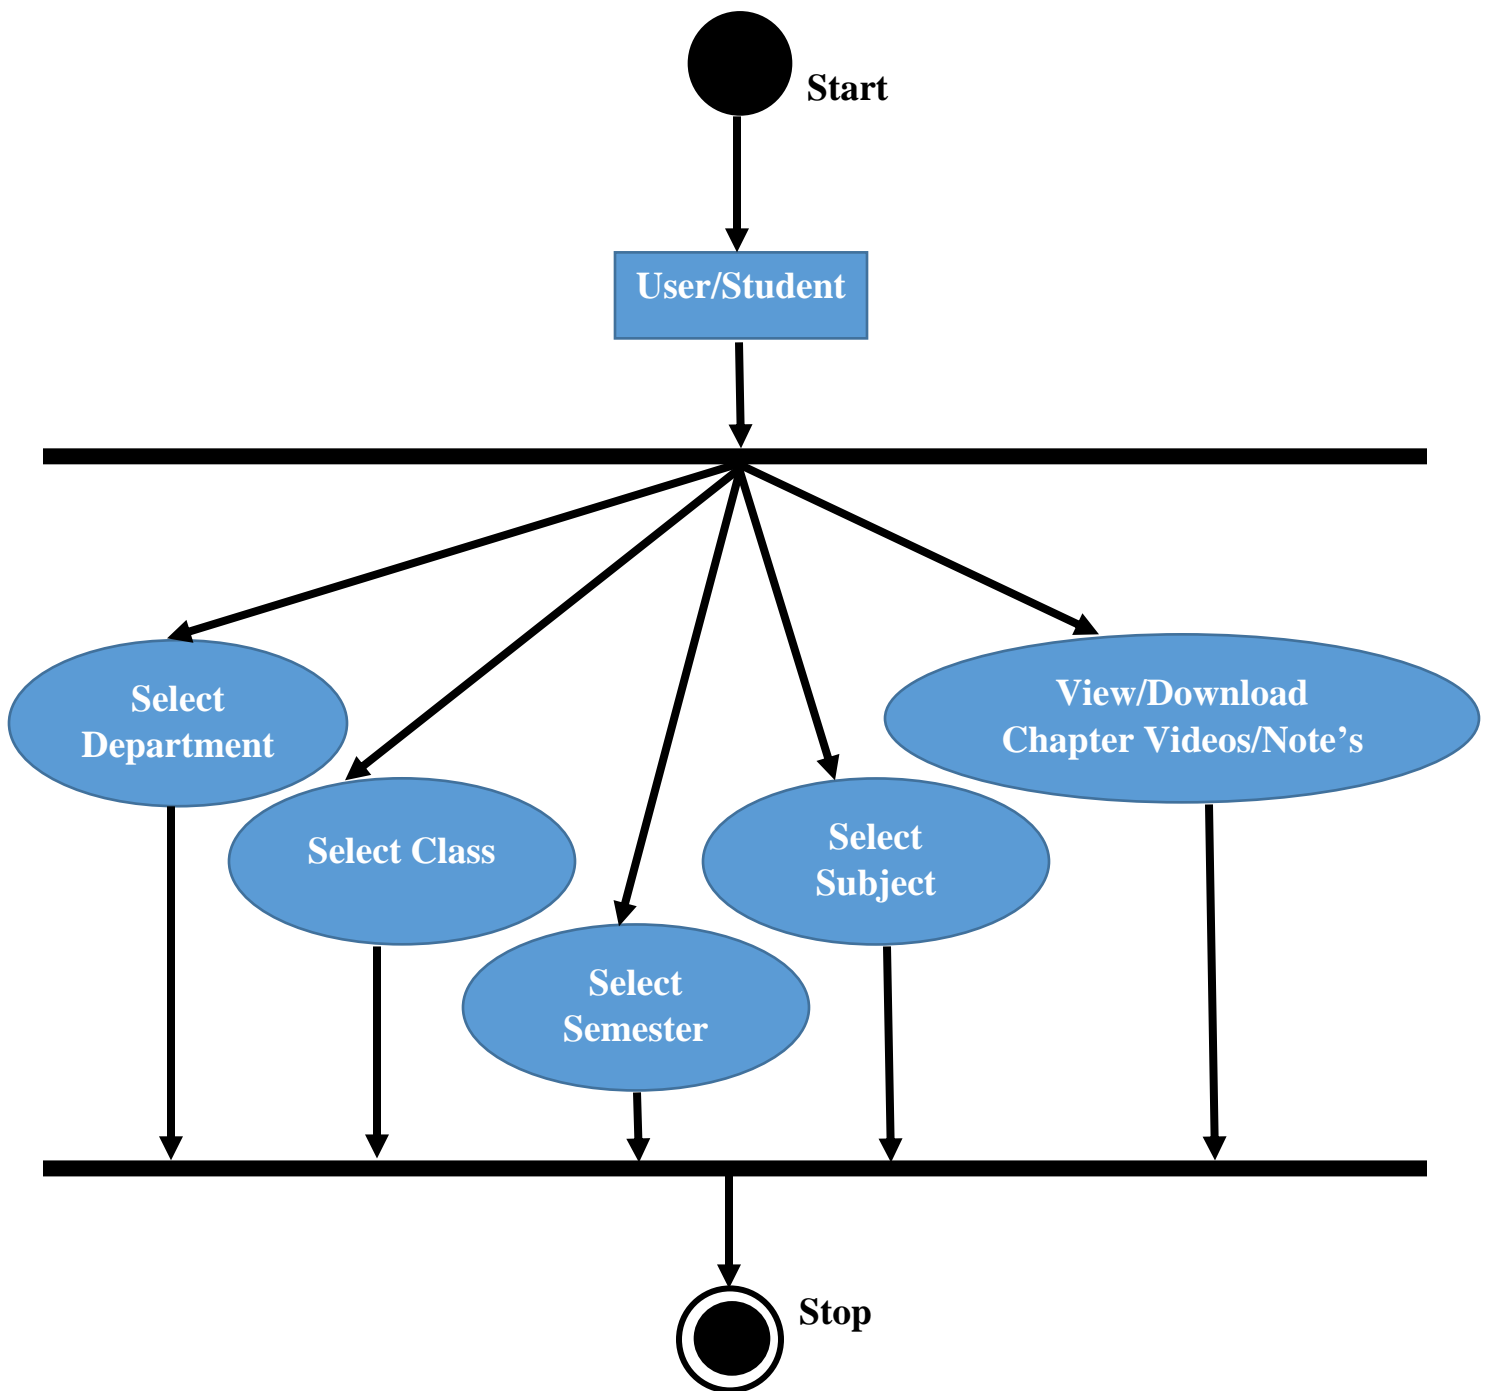 Start
User/Student
Select
Department
View/Download
Chapter Videos/Note’s
Select Class
Select
Subject
Select
Semester
Stop